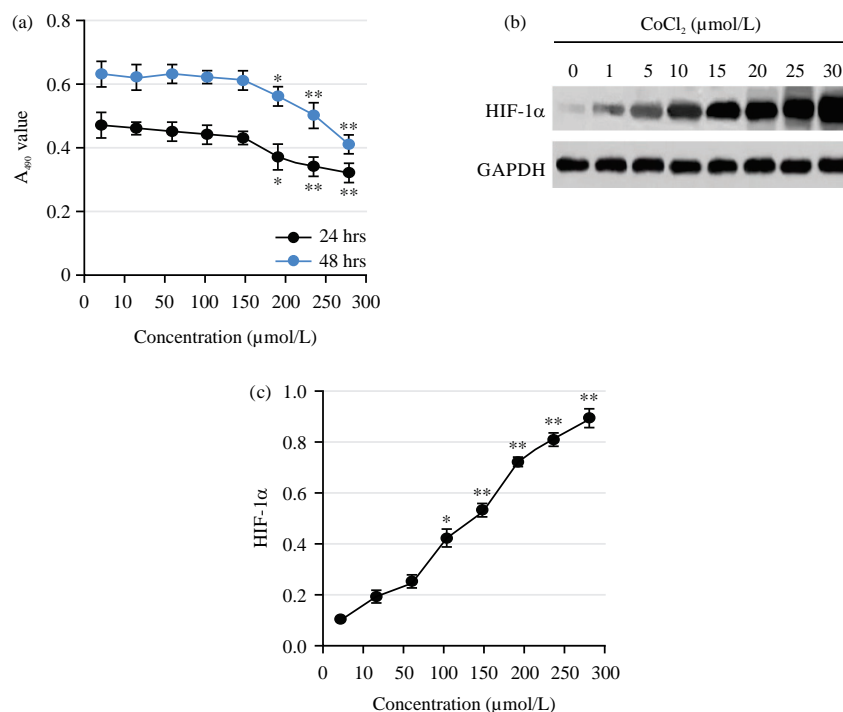 (a)
0.8
0.6
0.4
0.2
0
A₄₉₀ value
* ** **
* ** **
24 hrs
48 hrs
0 10 50 100 150 200 250 300
Concentration (µmol/L)
(b)
CoCl₂ (µmol/L)
0 1 5 10 15 20 25 30
HIF-1α
GAPDH
(c)
1.0
0.8
0.6
0.4
0.2
0.0
HIF-1α
* ** ** ** **
0 10 50 100 150 200 250 300
Concentration (µmol/L)